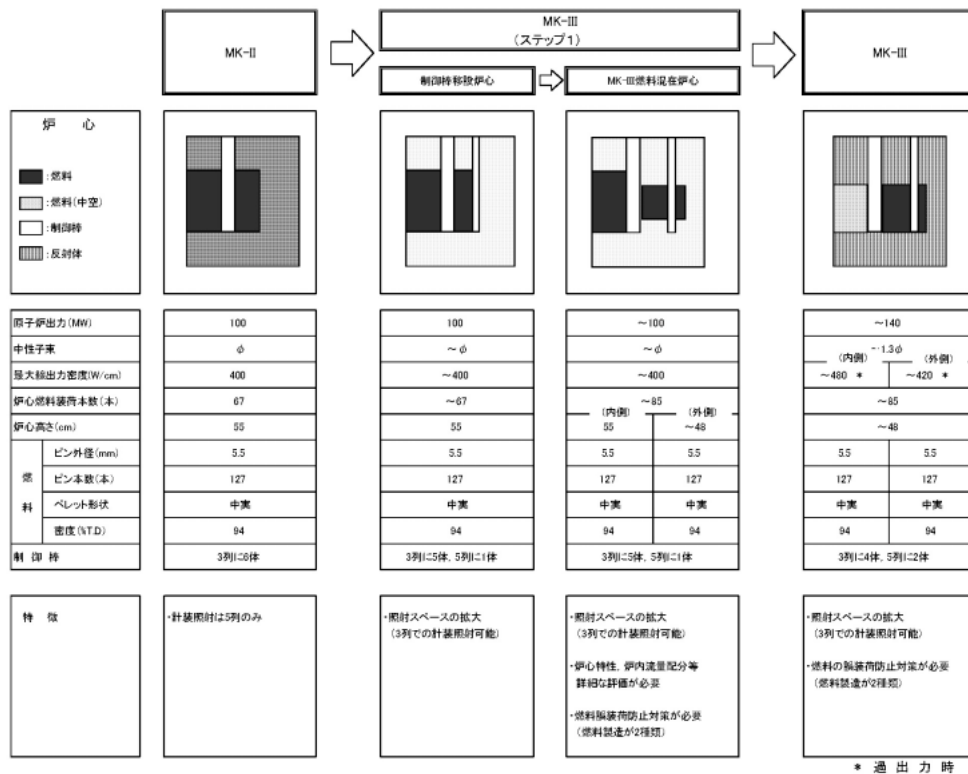 MK-II
MK-III
(ステップ1)
制御棒移設炉心
MK-III燃料混在炉心
MK-III
炉 心
:燃料
:燃料(中空)
:制御棒
:反射体
原子炉出力(MW) 100 100 ~100 ~140
中性子束 φ ~φ ~φ ~1.3φ
(内側) (外側)
最大線出力密度(W/cm) 400 ~400 ~400 ~480 * ~420 *
炉心燃料装荷本数(本) 67 ~67 ~85 ~85
(内側) (外側)
炉心高さ(cm) 55 55 55 ~48 ~48
燃料
ピン外径(mm) 5.5 5.5 5.5 5.5 5.5 5.5
ピン本数(本) 127 127 127 127 127 127
ペレット形状 中実 中実 中実 中実 中実 中実
密度(%T.D) 94 94 94 94 94 94
制 御 棒 3列に6体 3列に5体, 5列に1体 3列に5体, 5列に1体 3列に4体, 5列に2体
特 徴
・計装照射は5列のみ
・照射スペースの拡大
(3列での計装照射可能)
・照射スペースの拡大
(3列での計装照射可能)
・炉心特性, 炉内流量配分等
詳細な評価が必要
・燃料誤装荷防止対策が必要
(燃料製造が2種類)
・照射スペースの拡大
(3列での計装照射可能)
・燃料の誤装荷防止対策が必要
(燃料製造が2種類)
* 過 出 力 時